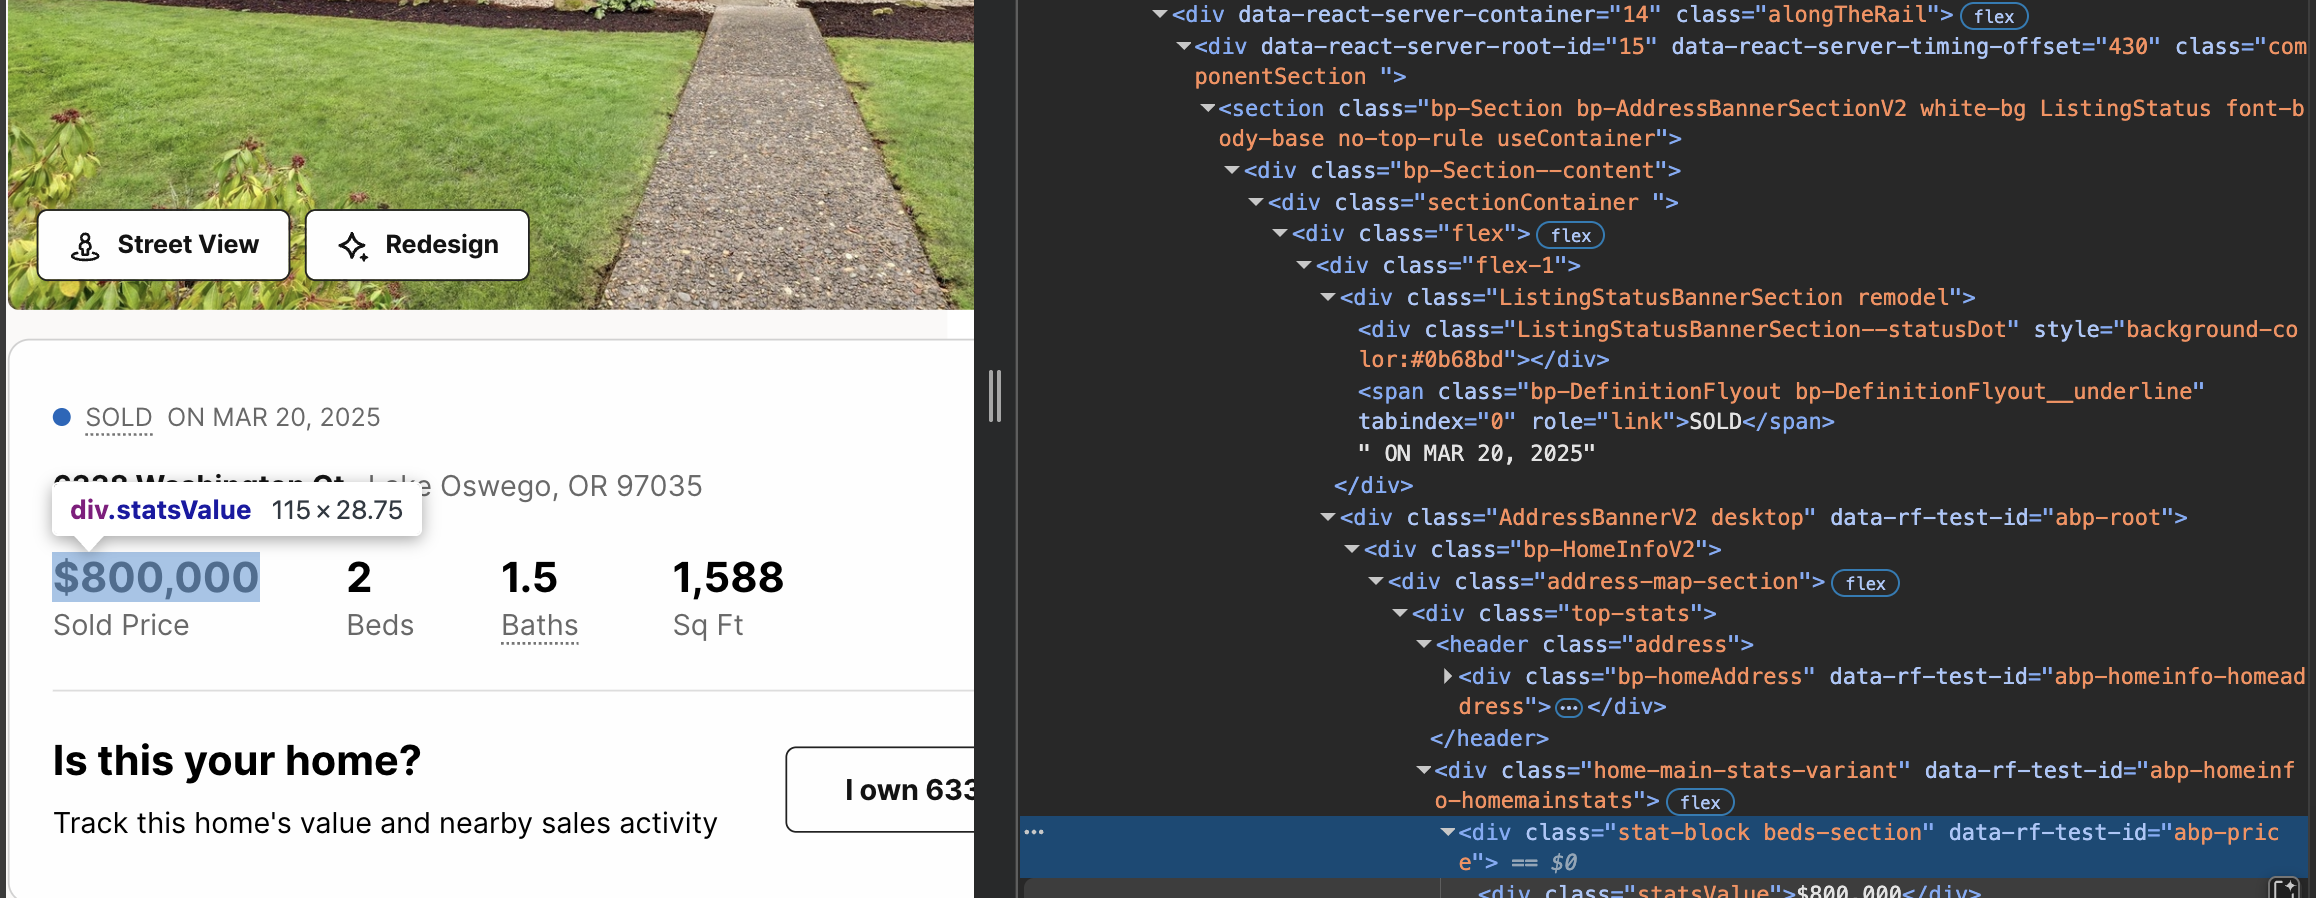 Street View
Redesign
SOLD ON MAR 20, 2025
Lake Oswego, OR 97035
div.statsValue 115 × 28.75
$800,000 2 1.5 1,588
Sold Price Beds Baths Sq Ft
Is this your home?
Track this home's value and nearby sales activity
I own 633
<div data-react-server-container="14" class="alongTheRail"> flex
<div data-react-server-root-id="15" data-react-server-timing-offset="430" class="com
ponentSection ">
<section class="bp-Section bp-AddressBannerSectionV2 white-bg ListingStatus font-b
ody-base no-top-rule useContainer">
<div class="bp-Section--content">
<div class="sectionContainer ">
<div class="flex"> flex
<div class="flex-1">
<div class="ListingStatusBannerSection remodel">
<div class="ListingStatusBannerSection--statusDot" style="background-co
lor:#0b68bd"></div>
<span class="bp-DefinitionFlyout bp-DefinitionFlyout__underline"
tabindex="0" role="link">SOLD</span>
" ON MAR 20, 2025"
</div>
<div class="AddressBannerV2 desktop" data-rf-test-id="abp-root">
<div class="bp-HomeInfoV2">
<div class="address-map-section"> flex
<div class="top-stats">
<header class="address">
<div class="bp-homeAddress" data-rf-test-id="abp-homeinfo-homead
dress"> … </div>
</header>
<div class="home-main-stats-variant" data-rf-test-id="abp-homeinf
o-homemainstats"> flex
… <div class="stat-block beds-section" data-rf-test-id="abp-pric
e"> == $0
<div class="statsValue">$800,000</div>